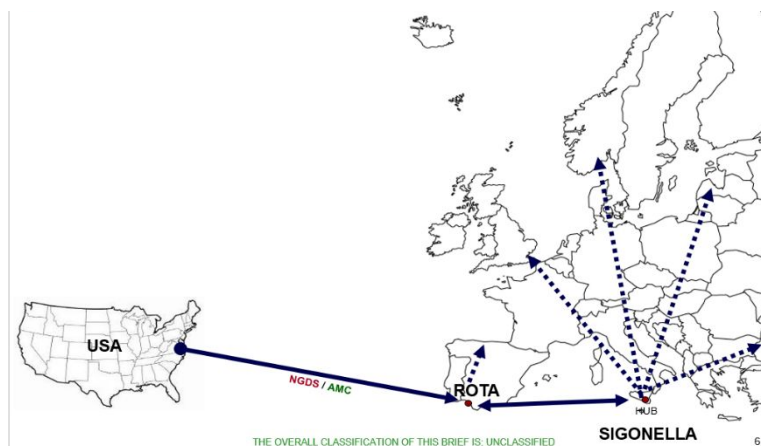 USA
NGDS / AMC
ROTA
HUB
SIGONELLA
THE OVERALL CLASSIFICATION OF THIS BRIEF IS: UNCLASSIFIED
6